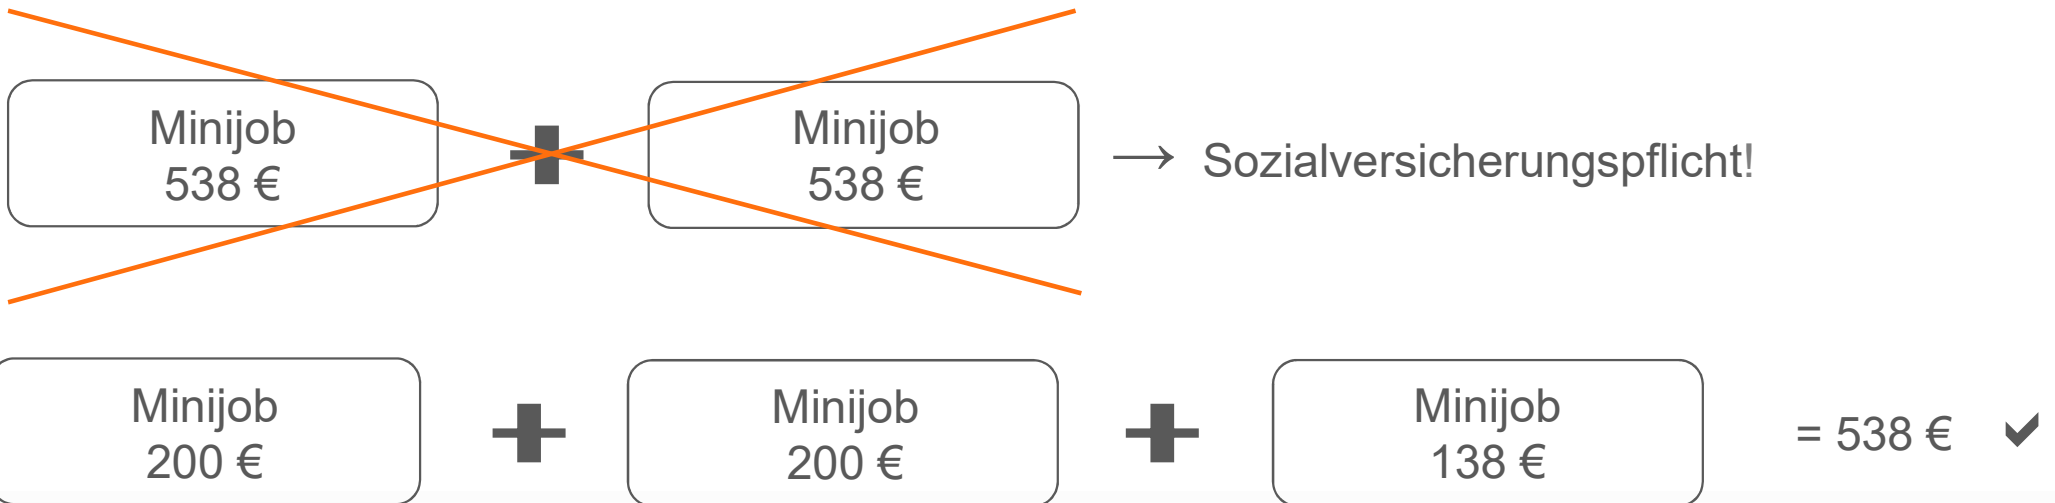 Minijob
538 €
Minijob
538 €
→ Sozialversicherungspflicht!
Minijob
200 €
Minijob
200 €
Minijob
138 €
= 538 €